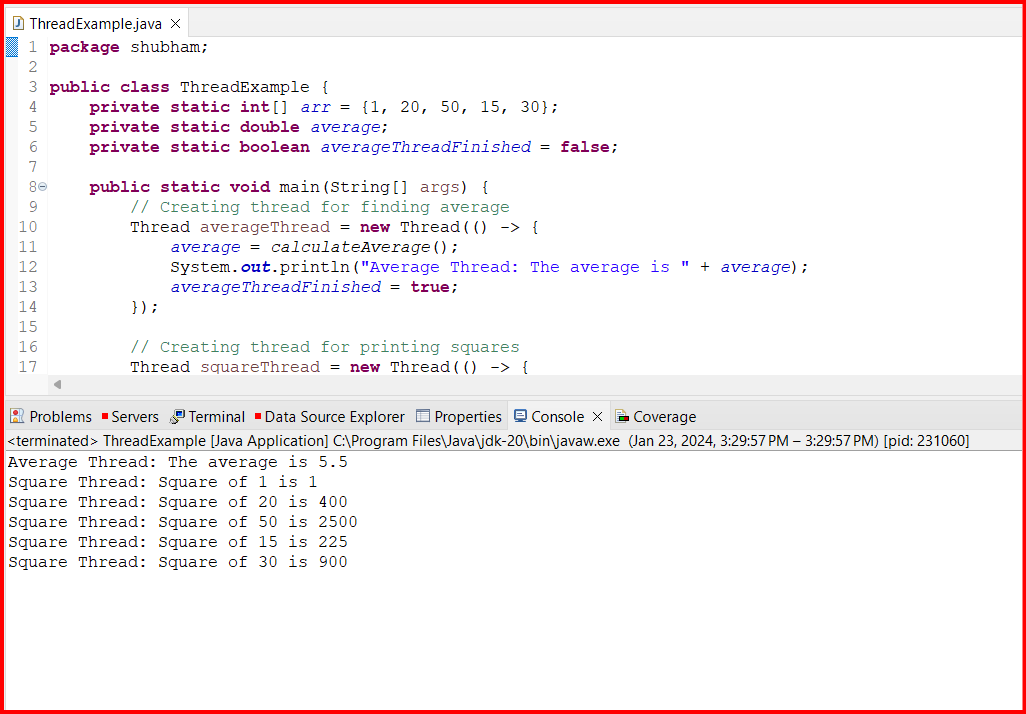 ThreadExample.java
1 package shubham;
2
3 public class ThreadExample {
4 private static int[] arr = {1, 20, 50, 15, 30};
5 private static double average;
6 private static boolean averageThreadFinished = false;
7
8 public static void main(String[] args) {
9 // Creating thread for finding average
10 Thread averageThread = new Thread(() -> {
11 average = calculateAverage();
12 System.out.println("Average Thread: The average is " + average);
13 averageThreadFinished = true;
14 });
15
16 // Creating thread for printing squares
17 Thread squareThread = new Thread(() -> {
Problems Servers Terminal Data Source Explorer Properties Console Coverage
<terminated> ThreadExample [Java Application] C:\Program Files\Java\jdk-20\bin\javaw.exe (Jan 23, 2024, 3:29:57 PM – 3:29:57 PM) [pid: 231060]
Average Thread: The average is 5.5
Square Thread: Square of 1 is 1
Square Thread: Square of 20 is 400
Square Thread: Square of 50 is 2500
Square Thread: Square of 15 is 225
Square Thread: Square of 30 is 900